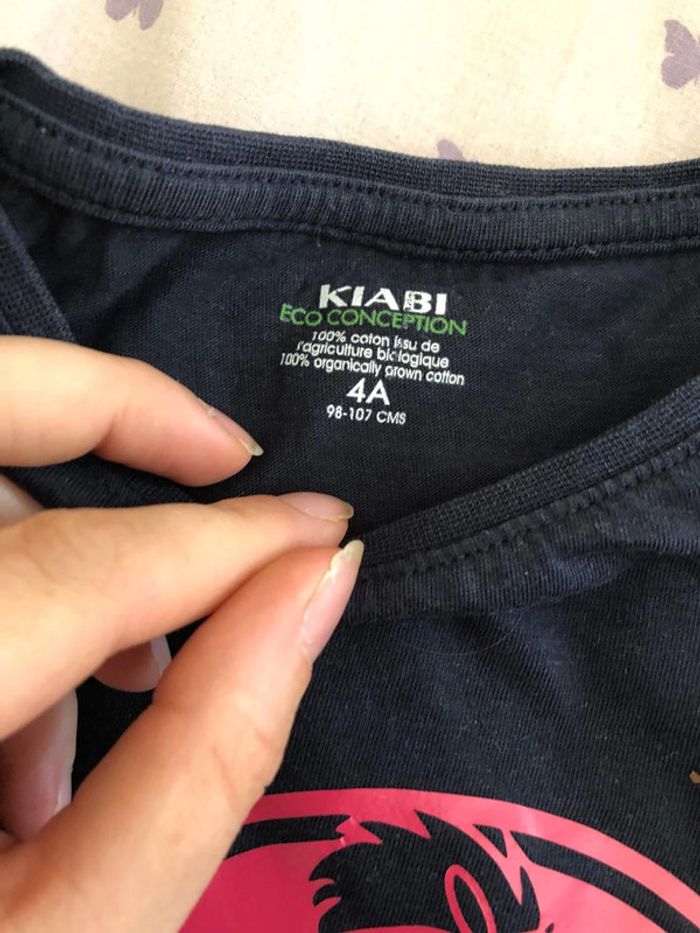 KIABI
ECO CONCEPTION
100% coton issu de
l'agriculture biologique
100% organically grown cotton
4A
98-107 CMS